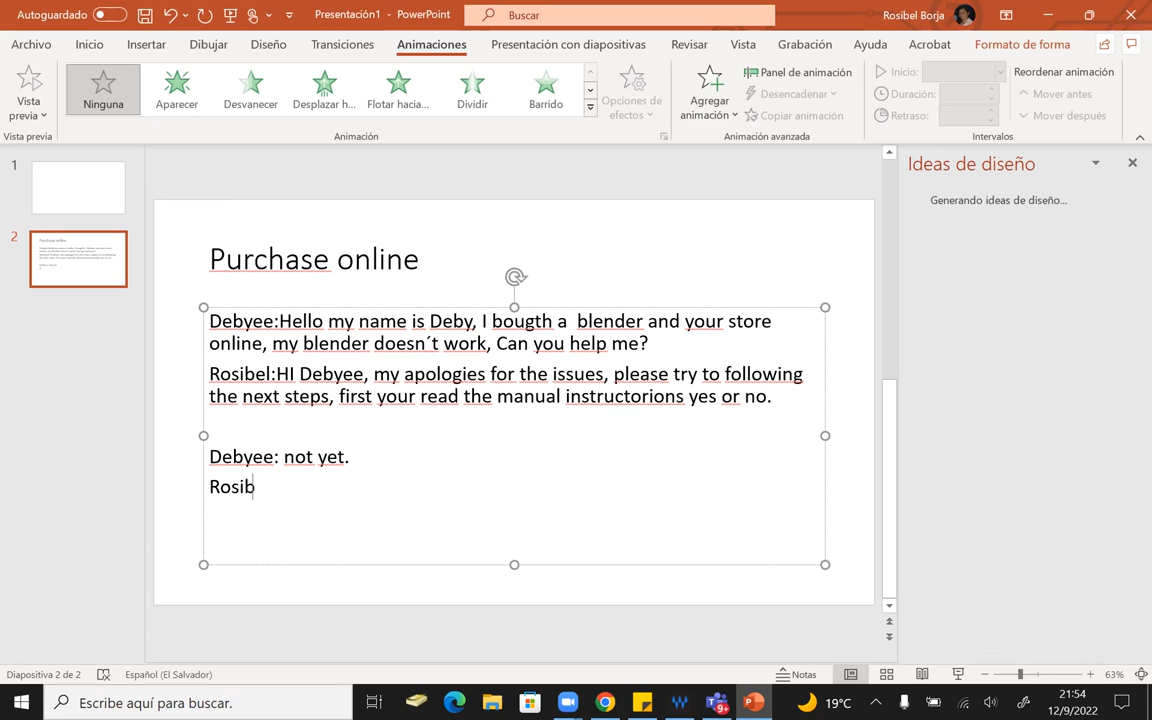 Autoguardado
Presentación1 - PowerPoint
Buscar
Rosibel Borja
Archivo Inicio Insertar Dibujar Diseño Transiciones Animaciones Presentación con diapositivas Revisar Vista Grabación Ayuda Acrobat Formato de forma
Vista previa
Ninguna Aparecer Desvanecer Desplazar h... Flotar hacia... Dividir Barrido
Opciones de efectos
Agregar animación
Panel de animación
Desencadenar
Copiar animación
Inicio:
Duración:
Retraso:
Reordenar animación
Mover antes
Mover después
Vista previa Animación Animación avanzada Intervalos
1
2
Ideas de diseño
Generando ideas de diseño...
Purchase online
Debyee:Hello my name is Deby, I bougth a blender and your store
online, my blender doesn´t work, Can you help me?
Rosibel:HI Debyee, my apologies for the issues, please try to following
the next steps, first your read the manual instructorions yes or no.
Debyee: not yet.
Rosib
Diapositiva 2 de 2 Español (El Salvador) Notas 63%
Escribe aquí para buscar.
9+
19°C
21:54
12/9/2022